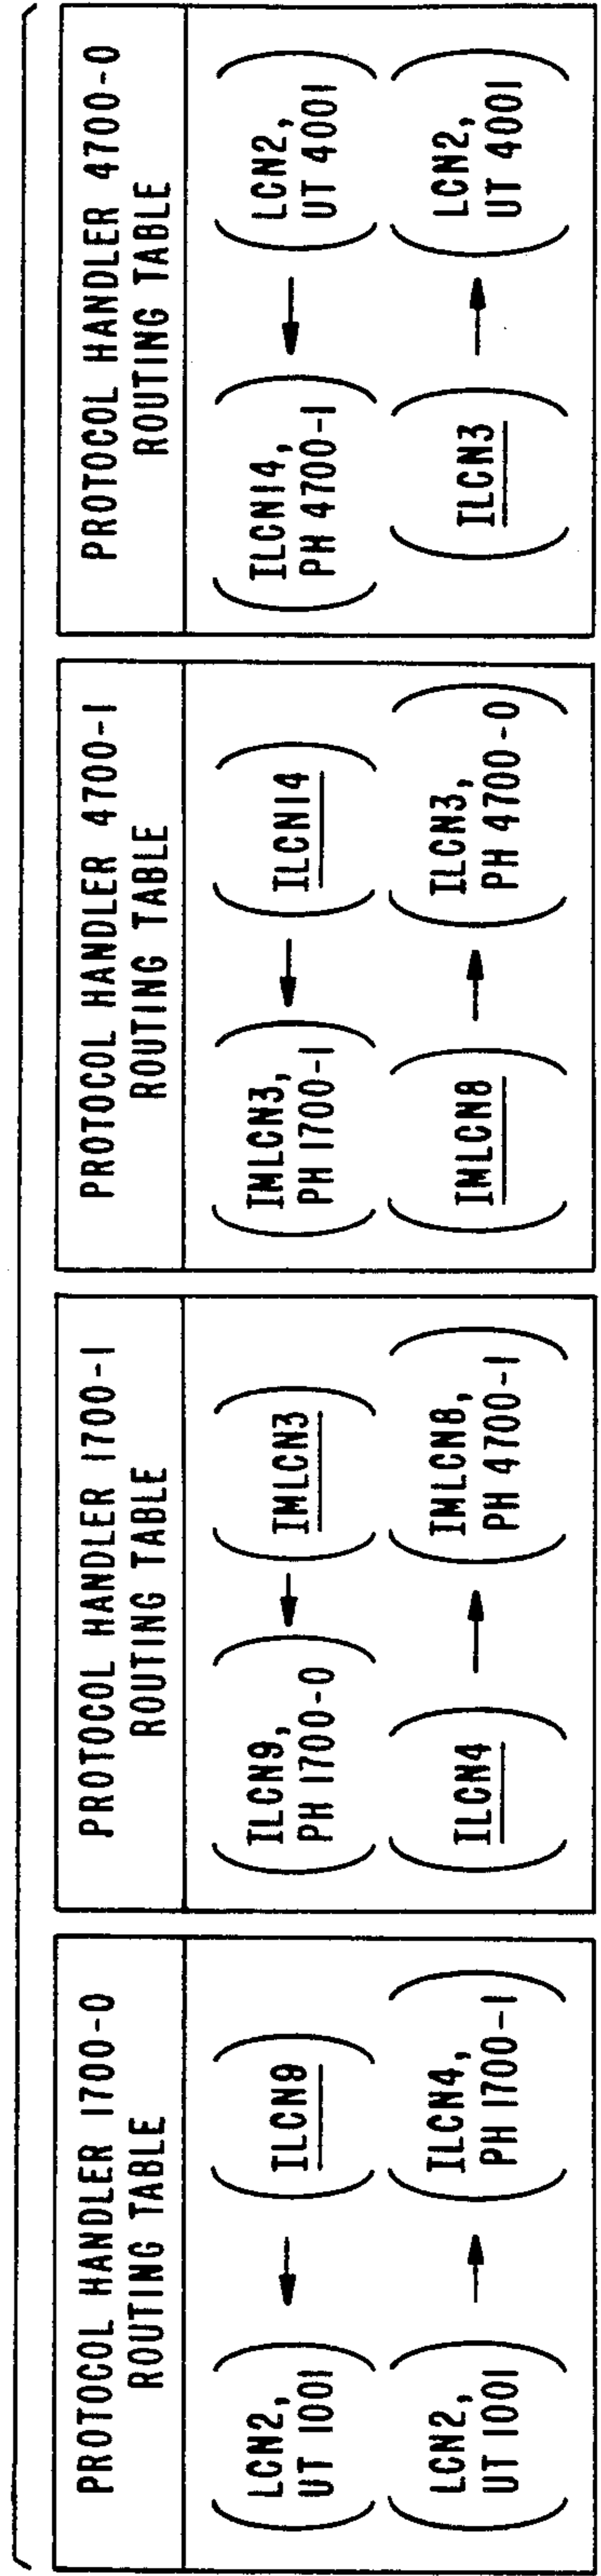 PROTOCOL HANDLER 1700-0
ROUTING TABLE
LCN2,
UT 1001
ILCN9
LCN2,
UT 1001
ILCN4,
PH 1700-1
PROTOCOL HANDLER 1700-1
ROUTING TABLE
ILCN9,
PH 1700-0
IMLCN3
ILCN4
IMLCN8,
PH 4700-1
PROTOCOL HANDLER 4700-1
ROUTING TABLE
IMLCN3,
PH 1700-1
ILCN14
IMLCN8
ILCN3,
PH 4700-0
PROTOCOL HANDLER 4700-0
ROUTING TABLE
ILCN14,
PH 4700-1
LCN2,
UT 4001
ILCN3
LCN2,
UT 4001